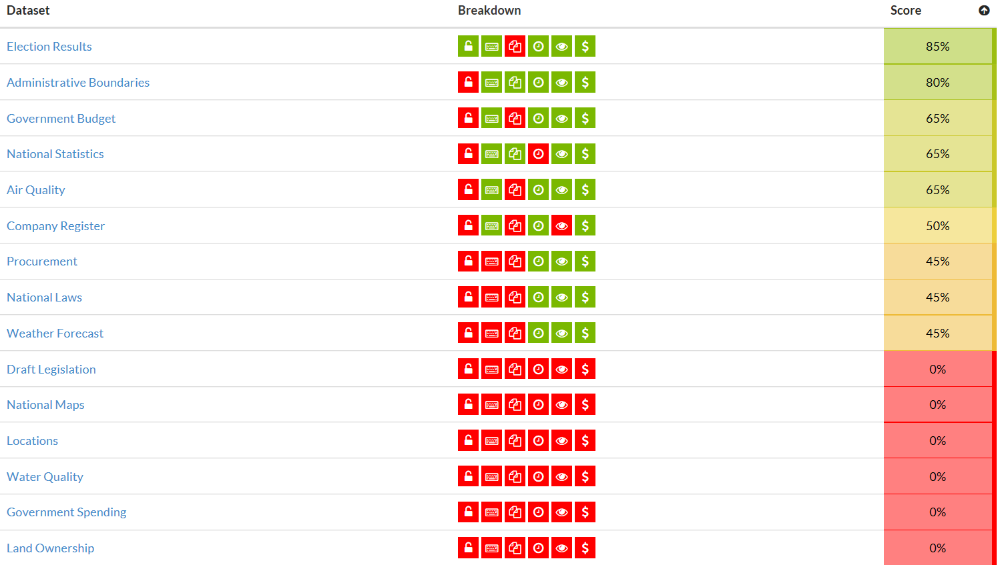 Dataset Breakdown Score
Election Results $ 85%
Administrative Boundaries $ 80%
Government Budget $ 65%
National Statistics $ 65%
Air Quality $ 65%
Company Register $ 50%
Procurement $ 45%
National Laws $ 45%
Weather Forecast $ 45%
Draft Legislation $ 0%
National Maps $ 0%
Locations $ 0%
Water Quality $ 0%
Government Spending $ 0%
Land Ownership $ 0%